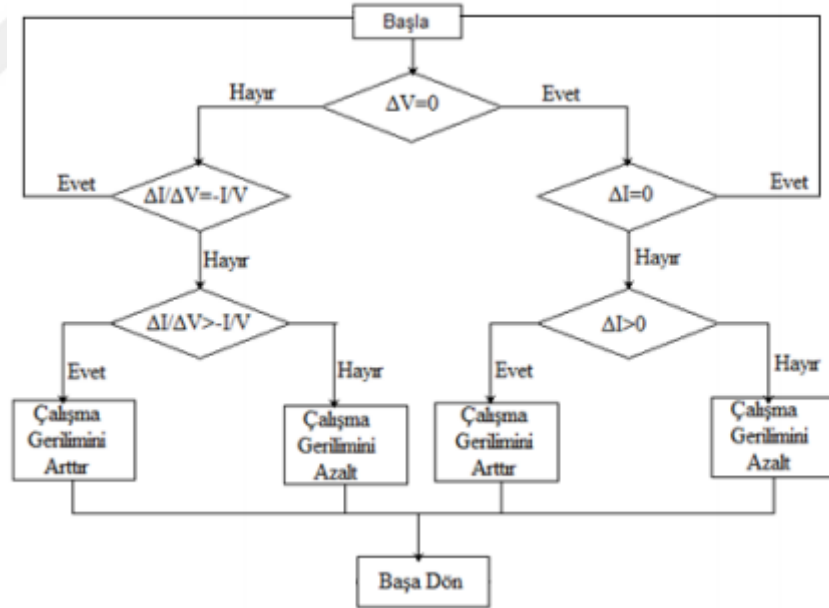 Başla
ΔV=0
Hayır
Evet
ΔI/ΔV=-I/V
Evet
ΔI=0
Evet
Hayır
Hayır
ΔI/ΔV>-I/V
ΔI>0
Evet
Hayır
Evet
Hayır
Çalışma
Gerilimini
Arttır
Çalışma
Gerilimini
Azalt
Çalışma
Gerilimini
Arttır
Çalışma
Gerilimini
Azalt
Başa Dön